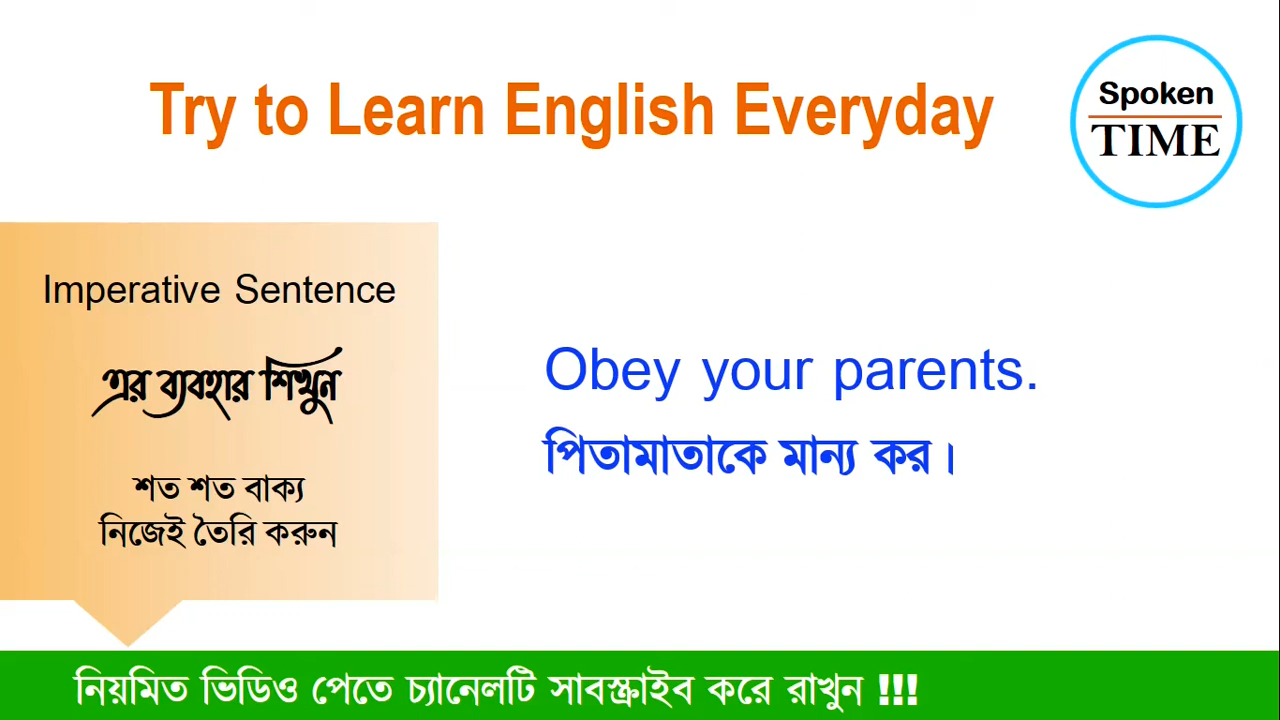 Try to Learn English Everyday
Spoken
TIME
Imperative Sentence
এর ব্যবহার শিখুন
শত শত বাক্য
নিজেই তৈরি করুন
Obey your parents.
পিতামাতাকে মান্য কর।
নিয়মিত ভিডিও পেতে চ্যানেলটি সাবস্ক্রাইব করে রাখুন !!!